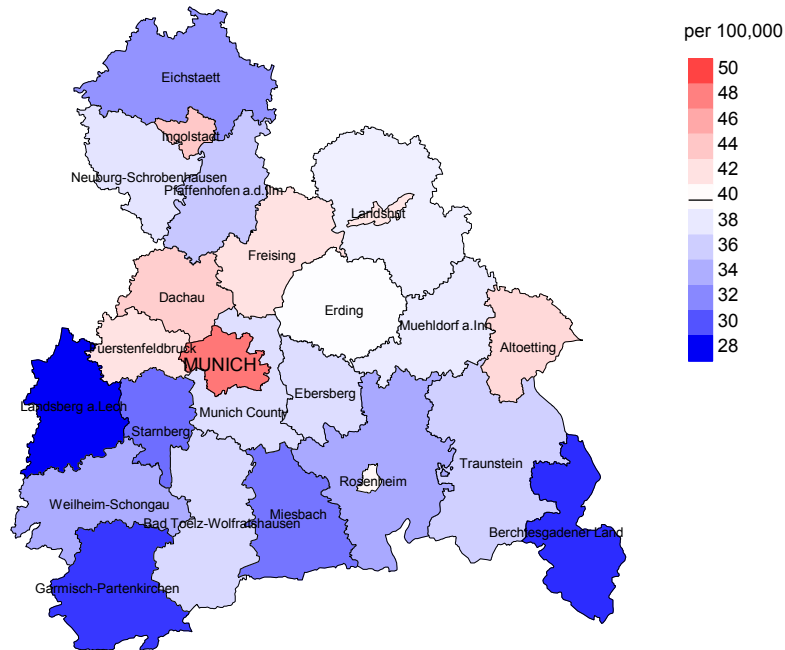 per 100,000
50
48
46
44
42
40
38
36
34
32
30
28
Eichstaett
Ingolstadt
Neuburg-Schrobenhausen
Pfaffenhofen a.d.Ilm
Landshut
Freising
Dachau
Erding
Muehldorf a.Inn
Fuerstenfeldbruck
Altoetting
MUNICH
Ebersberg
Landsberg a.Lech
Munich County
Starnberg
Traunstein
Rosenheim
Weilheim-Schongau
Miesbach
Bad Toelz-Wolfratshausen
Berchtesgadener Land
Garmisch-Partenkirchen